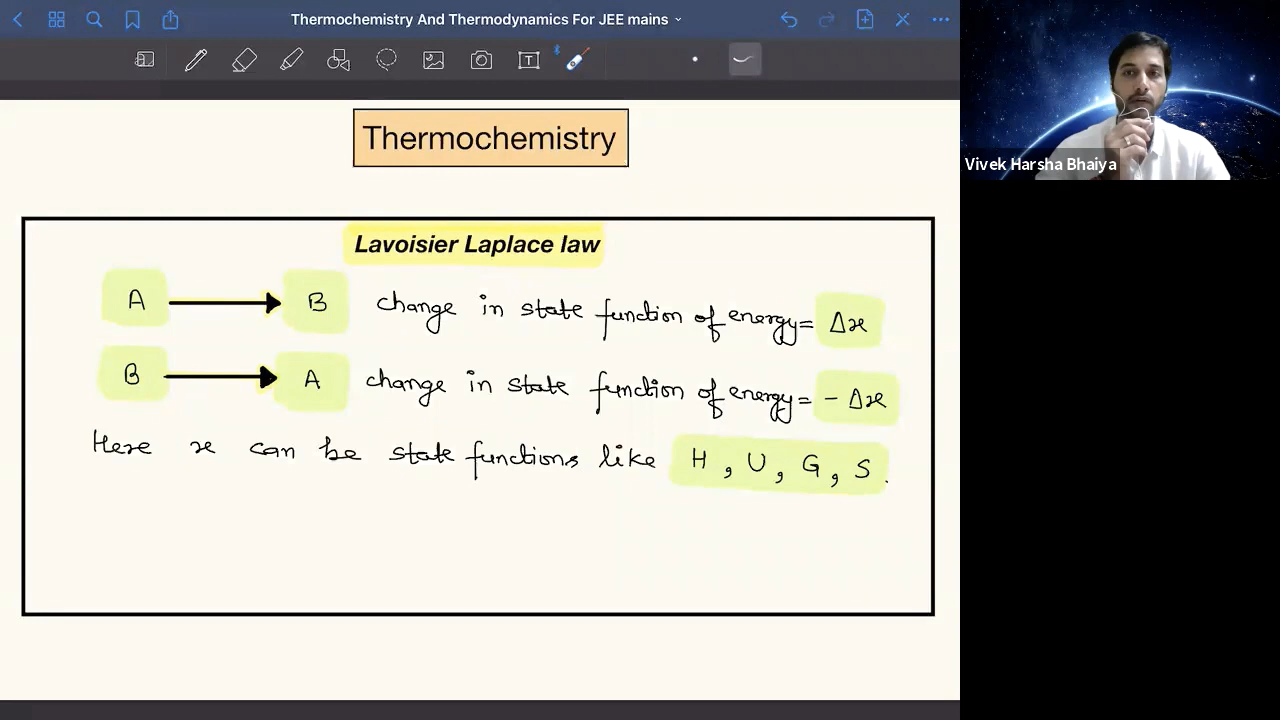 Thermochemistry And Thermodynamics For JEE mains
T
Vivek Harsha Bhaiya
Thermochemistry
Lavoisier Laplace law
A → B change in state function of energy= Δx
B → A change in state function of energy= - Δx
Here x can be state functions like H, U, G, S.